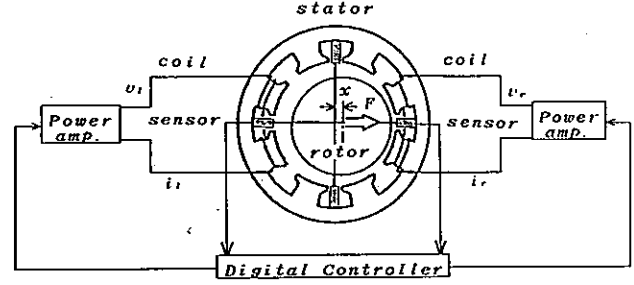 stator
coil
coil
x
F
v_l
v_r
Power
amp.
sensor
sensor
Power
amp.
rotor
i_l
i_r
Digital Controller